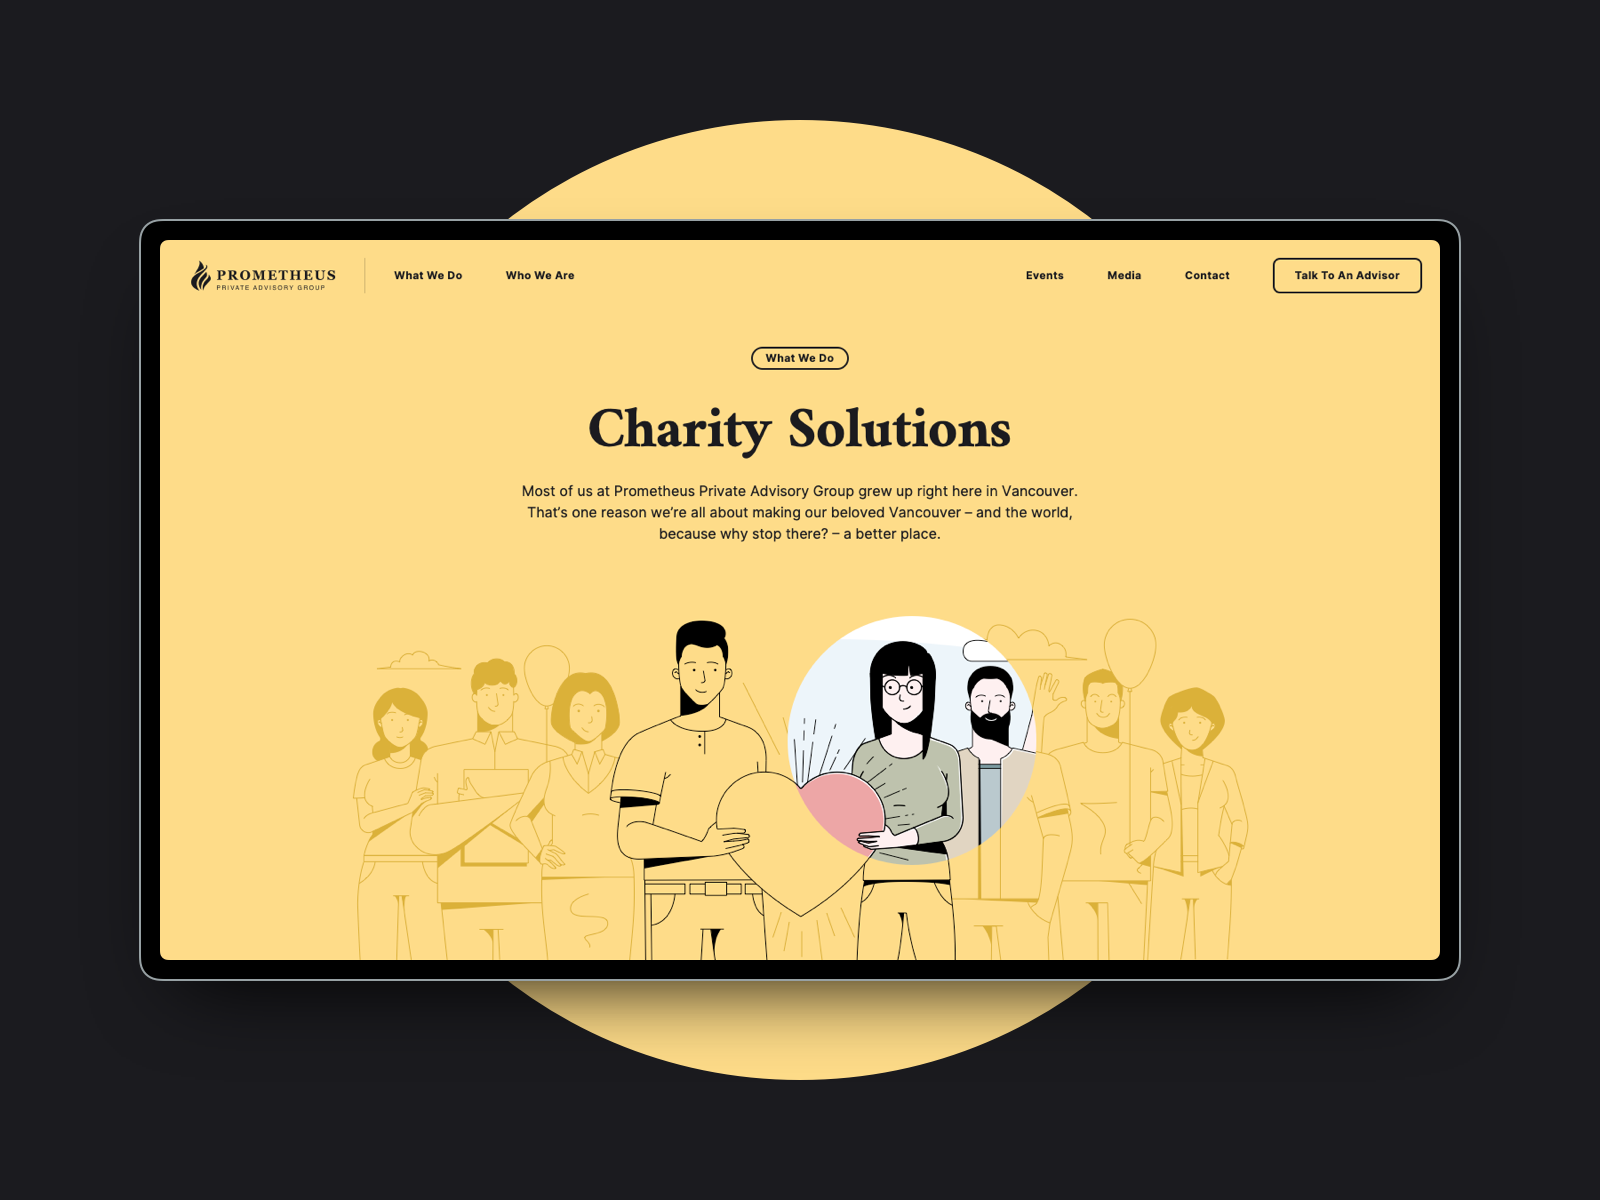 PROMETHEUS
PRIVATE ADVISORY GROUP
What We Do
Who We Are
Events
Media
Contact
Talk To An Advisor
What We Do
Charity Solutions
Most of us at Prometheus Private Advisory Group grew up right here in Vancouver.
That’s one reason we’re all about making our beloved Vancouver – and the world,
because why stop there? – a better place.